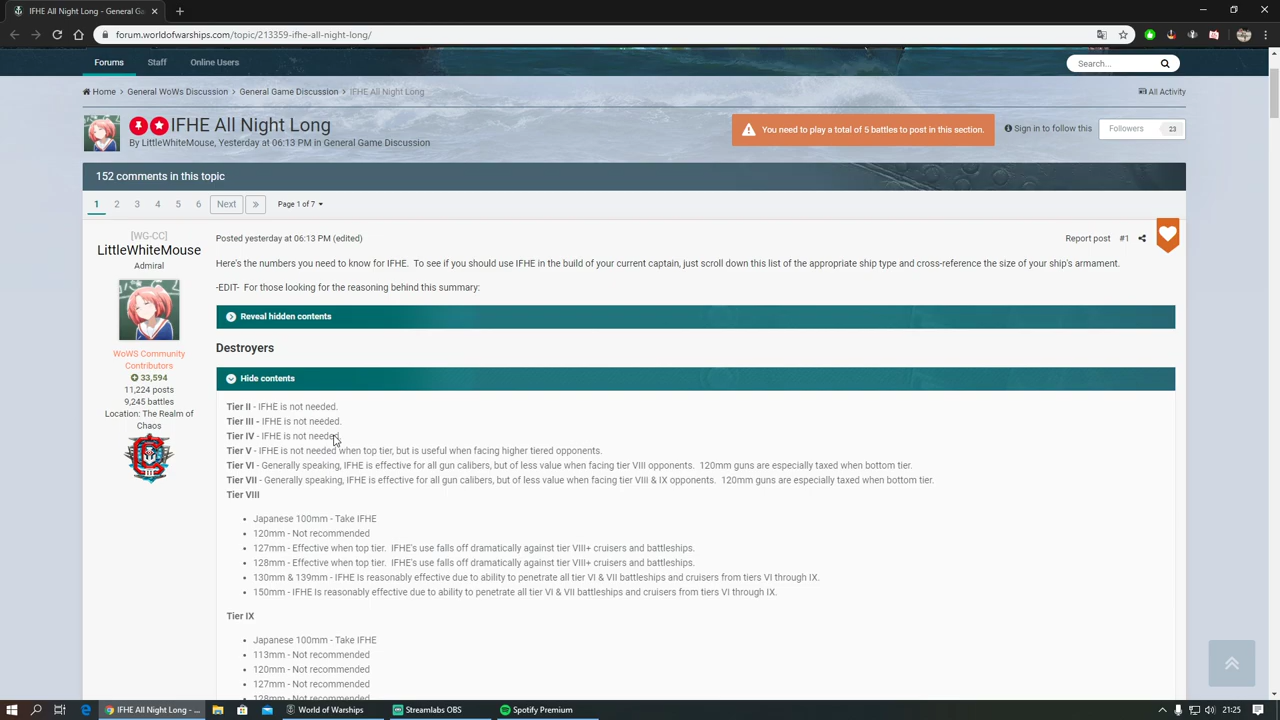 IFHE All Night Long
forum.worldofwarships.com/topic/213359-ifhe-all-night-long/
Forums Staff Online Users Search...
Home > General WoWs Discussion > General Game Discussion > IFHE All Night Long All Activity
IFHE All Night Long
By LittleWhiteMouse, Yesterday at 06:13 PM in General Game Discussion
You need to play a total of 5 battles to post in this section.
Sign in to follow this Followers 23
152 comments in this topic
1 2 3 4 5 6 Next » Page 1 of 7
[WG-CC]
LittleWhiteMouse
Admiral
WoWS Community
Contributors
33,594
11,224 posts
9,245 battles
Location: The Realm of
Chaos
Posted yesterday at 06:13 PM (edited) Report post #1
Here's the numbers you need to know for IFHE. To see if you should use IFHE in the build of your current captain, just scroll down this list of the appropriate ship type and cross-reference the size of your ship's armament.
-EDIT- For those looking for the reasoning behind this summary:
Reveal hidden contents
Destroyers
Hide contents
Tier II - IFHE is not needed.
Tier III - IFHE is not needed.
Tier IV - IFHE is not needed.
Tier V - IFHE is not needed when top tier, but is useful when facing higher tiered opponents.
Tier VI - Generally speaking, IFHE is effective for all gun calibers, but of less value when facing tier VIII opponents. 120mm guns are especially taxed when bottom tier.
Tier VII - Generally speaking, IFHE is effective for all gun calibers, but of less value when facing tier VIII & IX opponents. 120mm guns are especially taxed when bottom tier.
Tier VIII
• Japanese 100mm - Take IFHE
• 120mm - Not recommended
• 127mm - Effective when top tier. IFHE's use falls off dramatically against tier VIII+ cruisers and battleships.
• 128mm - Effective when top tier. IFHE's use falls off dramatically against tier VIII+ cruisers and battleships.
• 130mm & 139mm - IFHE Is reasonably effective due to ability to penetrate all tier VI & VII battleships and cruisers from tiers VI through IX.
• 150mm - IFHE Is reasonably effective due to ability to penetrate all tier VI & VII battleships and cruisers from tiers VI through IX.
Tier IX
• Japanese 100mm - Take IFHE
• 113mm - Not recommended
• 120mm - Not recommended
• 127mm - Not recommended
• 128mm - Not recommended
IFHE All Night Long - ... World of Warships Streamlabs OBS Spotify Premium 21:25